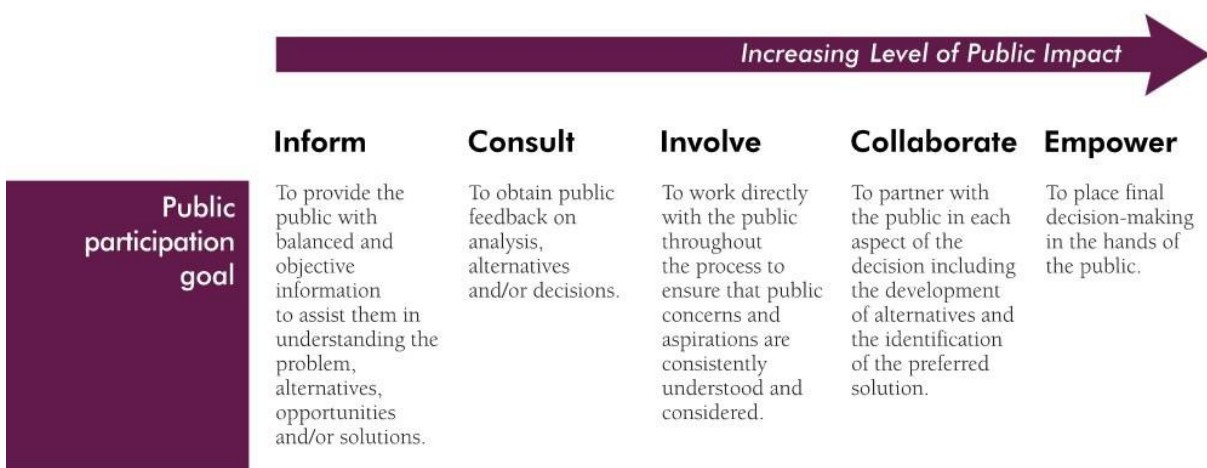 Increasing Level of Public Impact
Inform
Consult
Involve
Collaborate
Empower
Public
participation
goal
To provide the
public with
balanced and
objective
information
to assist them in
understanding the
problem,
alternatives,
opportunities
and/or solutions.
To obtain public
feedback on
analysis,
alternatives
and/or decisions.
To work directly
with the public
throughout
the process to
ensure that public
concerns and
aspirations are
consistently
understood and
considered.
To partner with
the public in each
aspect of the
decision including
the development
of alternatives and
the identification
of the preferred
solution.
To place final
decision-making
in the hands of
the public.